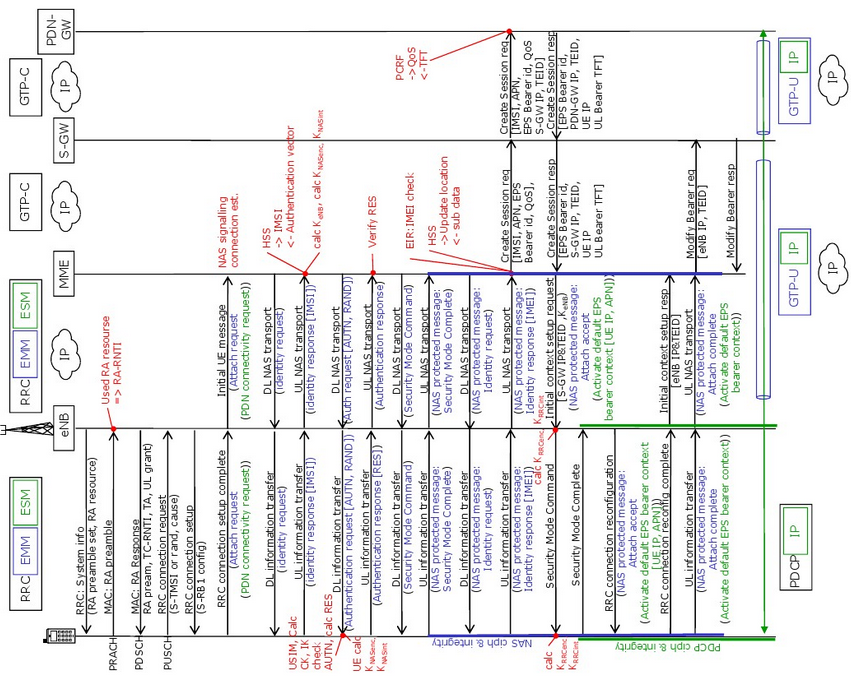 PDN-
GW
GTP-C
IP
S-GW
GTP-C
IP
MME
RRC EMM ESM
IP
eNB
RRC EMM ESM
Used RA resourse
=> RA-RNTI
RRC: System info
(RA preamble set, RA resource)
PRACH
MAC: RA preamble
PDSCH
MAC: RA Response
RA pream, TC-RNTI, TA, UL grant)
PUSCH
RRC connection request
(S-TMSI or rand, cause)
RRC connection setup
(S-RB1 config)
RRC connection setup complete
(Attach request
(PDN connectivity request))
Initial UE message
(Attach request
(PDN connectivity request))
NAS signalling
connection est.
DL information transfer
(identity request)
DL NAS transport
(identity request)
HSS
-> IMSI
<- Authentication vector
UL information transfer
(identity response [IMSI])
UL NAS transport
(identity response [IMSI])
calc KeNB, calc KNASenc, KNASint
USIM, Calc
CK, IK
check
AUTN, calc RES
DL information transfer
(Authentication request [AUTN, RAND])
DL NAS transport
(Auth request [AUTN, RAND])
UE calc
KNASenc,
KNASint
UL information transfer
(Authentication response [RES])
UL NAS transport
(Authentication response)
Verify RES
DL information transfer
(Security Mode Command)
DL NAS transport
(Security Mode Command)
UL information transfer
(NAS protected message:
Security Mode Complete)
UL NAS transport
(NAS protected message:
Security Mode Complete)
EIR:IMEI check
HSS
->Update location
<- sub data
DL information transfer
(NAS protected message:
Identity request)
DL NAS transport
(NAS protected message:
Identity request)
UL information transfer
(NAS protected message:
Identity response [IMEI])
UL NAS transport
(NAS protected message:
Identity response [IMEI])
PCRF
->QoS
<-TFT
Create Session req
[IMSI, APN, EPS
Bearer id, QoS],
Create Session req
[IMSI, APN,
EPS Bearer id, QoS
S-GW IP, TEID]
Create Session resp
[EPS Bearer id,
S-GW IP, TEID,
UE IP
UL Bearer TFT]
Create Session resp
[EPS Bearer id,
PDN-GW IP, TEID,
UE IP
UL Bearer TFT]
NAS ciph & integrity
calc KRRCenc, KRRCint
Initial context setup request
[S-GW IP&TEID, KeNB]
(NAS protected message:
Attach accept
(Activate default EPS
bearer context [UE IP, APN]))
calc
KRRCenc
KRRCint
Security Mode Command
Security Mode Complete
RRC connection reconfiguration
(NAS protected message:
Attach accept
(Activate default EPS bearer context
[UE IP, APN]))
RRC connection reconfig complete
Initial context setup resp
[eNB IP&TEID]
UL information transfer
(NAS protected message:
Attach complete
(Activate default EPS bearer context))
UL NAS transport
(NAS protected message:
Attach complete
(Activate default EPS
bearer context))
Modify Bearer req
[eNB IP, TEID]
Modify Bearer resp
PDCP ciph & integrity
PDCP IP
GTP-U IP
IP
GTP-U IP
IP